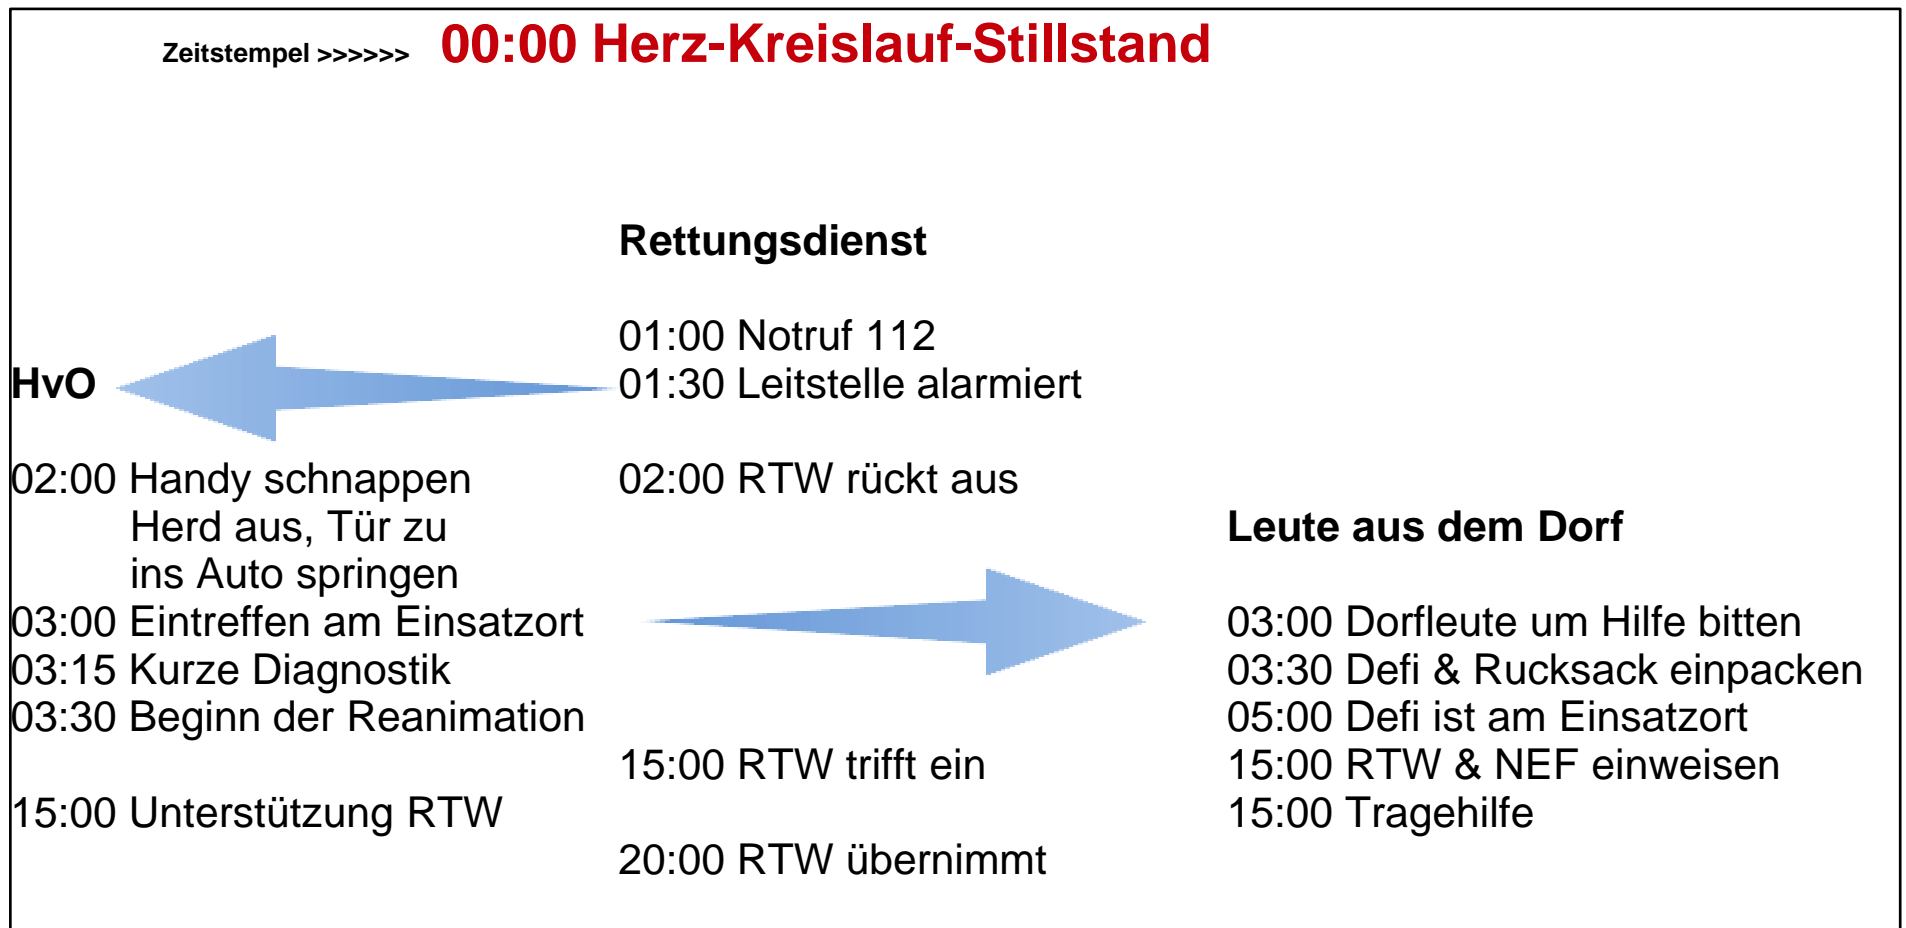 Zeitstempel >>>>>> 00:00 Herz-Kreislauf-Stillstand
Rettungsdienst
01:00 Notruf 112
01:30 Leitstelle alarmiert
02:00 RTW rückt aus
15:00 RTW trifft ein
20:00 RTW übernimmt
HvO
02:00 Handy schnappen
Herd aus, Tür zu
ins Auto springen
03:00 Eintreffen am Einsatzort
03:15 Kurze Diagnostik
03:30 Beginn der Reanimation
15:00 Unterstützung RTW
Leute aus dem Dorf
03:00 Dorfleute um Hilfe bitten
03:30 Defi & Rucksack einpacken
05:00 Defi ist am Einsatzort
15:00 RTW & NEF einweisen
15:00 Tragehilfe